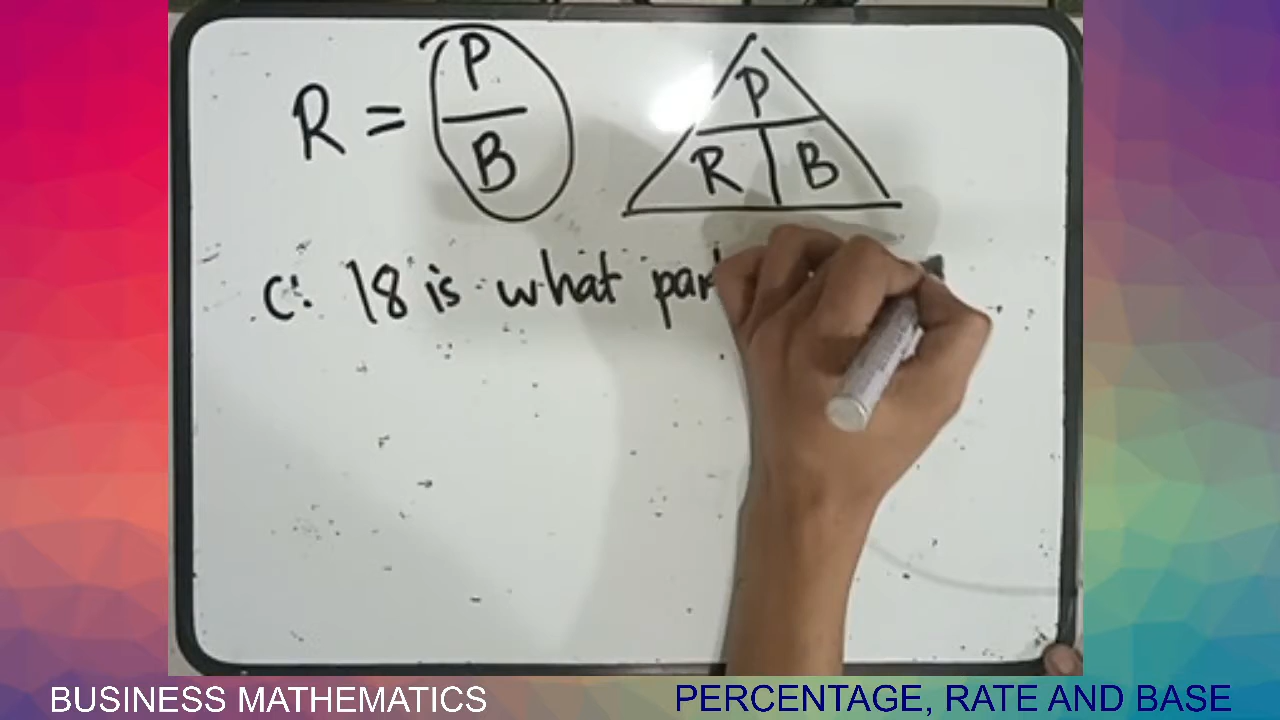 R = P
B
P
R B
C: 18 is what par
BUSINESS MATHEMATICS
PERCENTAGE, RATE AND BASE